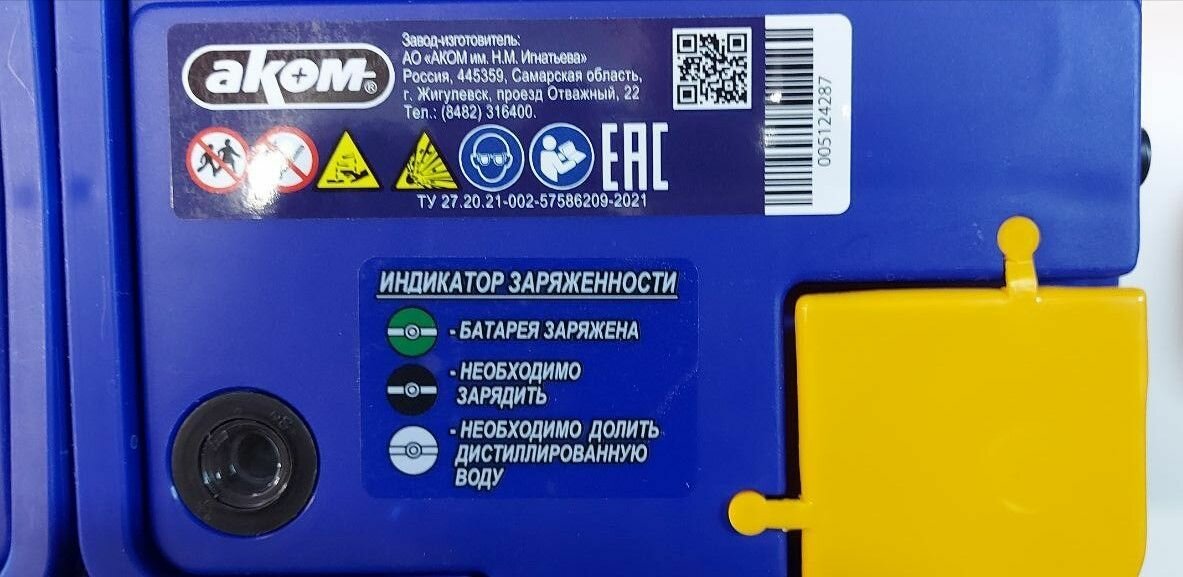 аком®
Завод-изготовитель:
АО «АКОМ им. Н.М. Игнатьева»
Россия, 445359, Самарская область,
г. Жигулевск, проезд Отважный, 22
Тел.: (8482) 316400.
EAC
ТУ 27.20.21-002-57586209-2021
005124287
ИНДИКАТОР ЗАРЯЖЕННОСТИ
- БАТАРЕЯ ЗАРЯЖЕНА
- НЕОБХОДИМО
ЗАРЯДИТЬ
- НЕОБХОДИМО ДОЛИТЬ
ДИСТИЛЛИРОВАННУЮ
ВОДУ